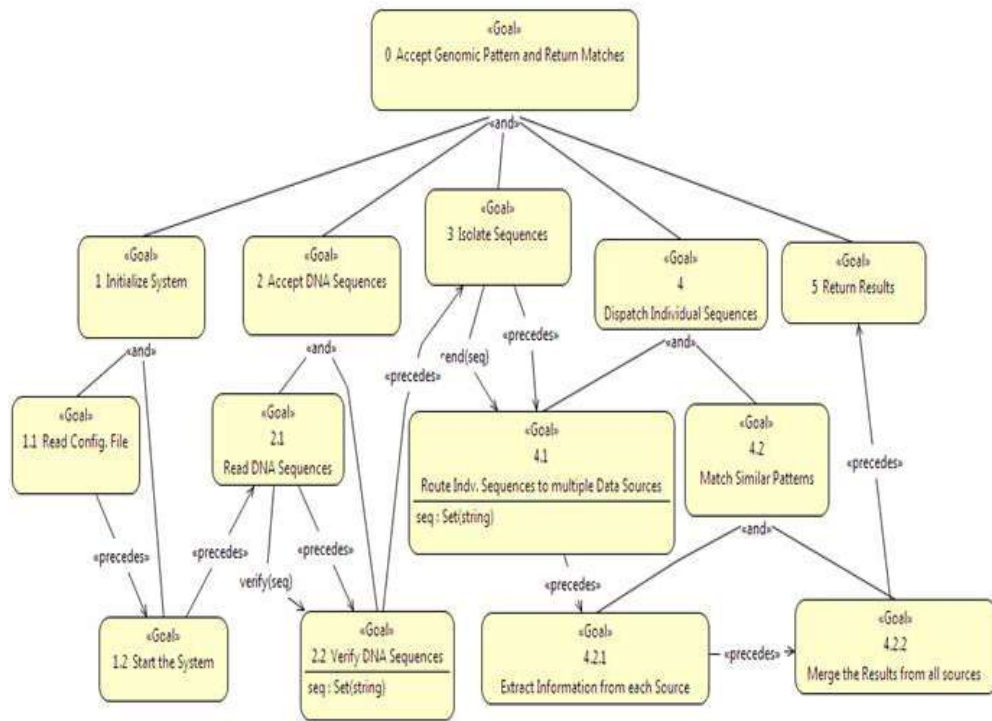 «Goal»
0 Accept Genomic Pattern and Return Matches
«and»
«Goal»
3 Isolate Sequences
«Goal»
1 Initialize System
«Goal»
2 Accept DNA Sequences
«Goal»
4
Dispatch Individual Sequences
«Goal»
5 Return Results
«and»
«and»
«precedes»
rend(seq)
«precedes»
«and»
«Goal»
1.1 Read Config. File
«Goal»
2.1
Read DNA Sequences
«Goal»
4.1
Route Indv. Sequences to multiple Data Sources
seq : Set(string)
«Goal»
4.2
Match Similar Patterns
«precedes»
«precedes»
«precedes»
verify(seq)
«precedes»
«precedes»
«and»
«Goal»
1.2 Start the System
«Goal»
2.2 Verify DNA Sequences
seq : Set(string)
«Goal»
4.2.1
Extract Information from each Source
«precedes»
«Goal»
4.2.2
Merge the Results from all sources